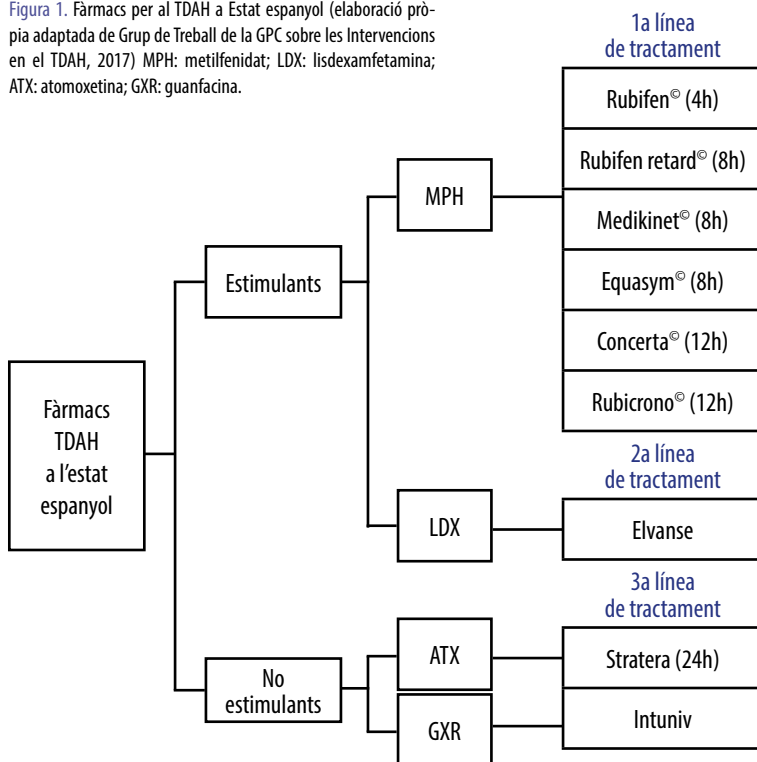 Figura 1. Fàrmacs per al TDAH a Estat espanyol (elaboració prò-
pia adaptada de Grup de Treball de la GPC sobre les Intervencions
en el TDAH, 2017) MPH: metilfenidat; LDX: lisdexamfetamina;
ATX: atomoxetina; GXR: guanfacina.
Fàrmacs
TDAH
a l'estat
espanyol
Estimulants
MPH
1a línea
de tractament
Rubifen© (4h)
Rubifen retard© (8h)
Medikinet© (8h)
Equasym© (8h)
Concerta© (12h)
Rubicrono© (12h)
LDX
2a línea
de tractament
Elvanse
No
estimulants
3a línea
de tractament
ATX
Stratera (24h)
GXR
Intuniv